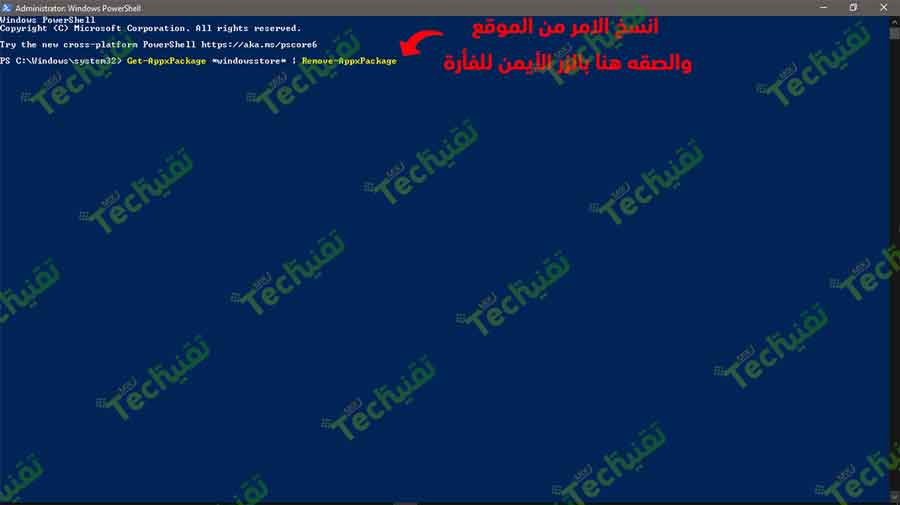 Administrator: Windows PowerShell
Windows PowerShell
Copyright (C) Microsoft Corporation. All rights reserved.
انسخ الامر من الموقع
Try the new cross-platform PowerShell https://aka.ms/pscore6
PS C:\Windows\system32> Get-AppxPackage *windowsstore* | Remove-AppxPackage
والصقه هنا بالزر الأيمن للفأرة
Tech تقنية